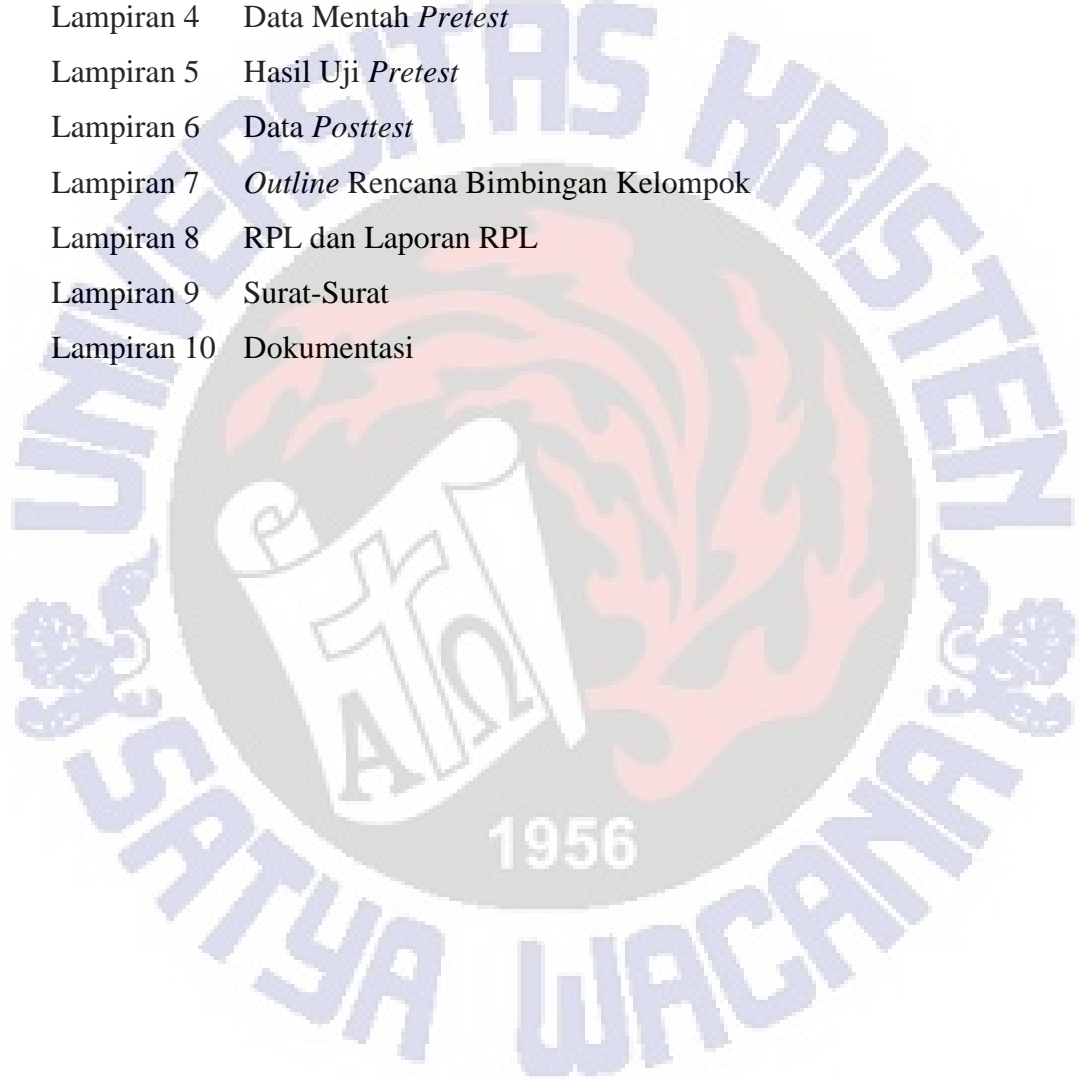 Lampiran 4 Data Mentah Pretest
Lampiran 5 Hasil Uji Pretest
Lampiran 6 Data Posttest
Lampiran 7 Outline Rencana Bimbingan Kelompok
Lampiran 8 RPL dan Laporan RPL
Lampiran 9 Surat-Surat
Lampiran 10 Dokumentasi
UNIVERSITAS KRISTEN
A Ω
1956
SATYA WACANA